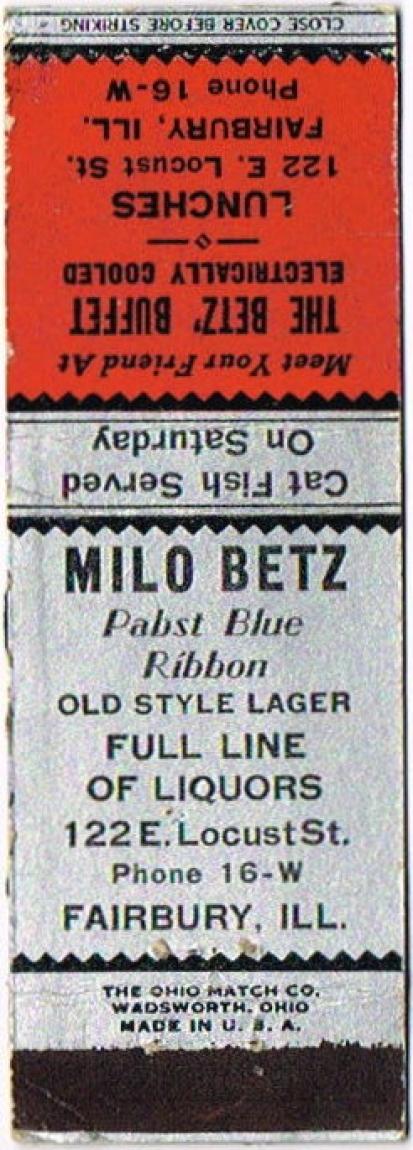 CLOSE COVER BEFORE STRIKING
Meet Your Friend At
THE BETZ' BUFFET
ELECTRICALLY COOLED
LUNCHES
122 E. Locust St.
FAIRBURY, ILL.
Phone 16-W
Cat Fish Served
On Saturday
MILO BETZ
Pabst Blue
Ribbon
OLD STYLE LAGER
FULL LINE
OF LIQUORS
122 E. Locust St.
Phone 16-W
FAIRBURY, ILL.
THE OHIO MATCH CO.
WADSWORTH, OHIO
MADE IN U. S. A.